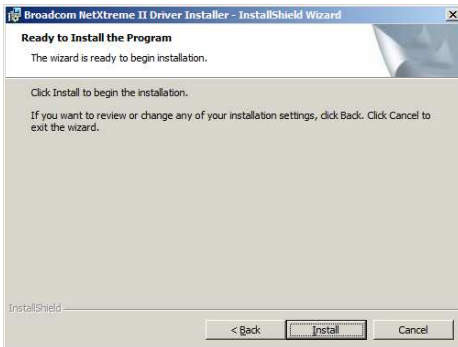 Broadcom NetXtreme II Driver Installer - InstallShield Wizard
Ready to Install the Program
The wizard is ready to begin installation.
Click Install to begin the installation.
If you want to review or change any of your installation settings, click Back. Click Cancel to
exit the wizard.
InstallShield
< Back Install Cancel